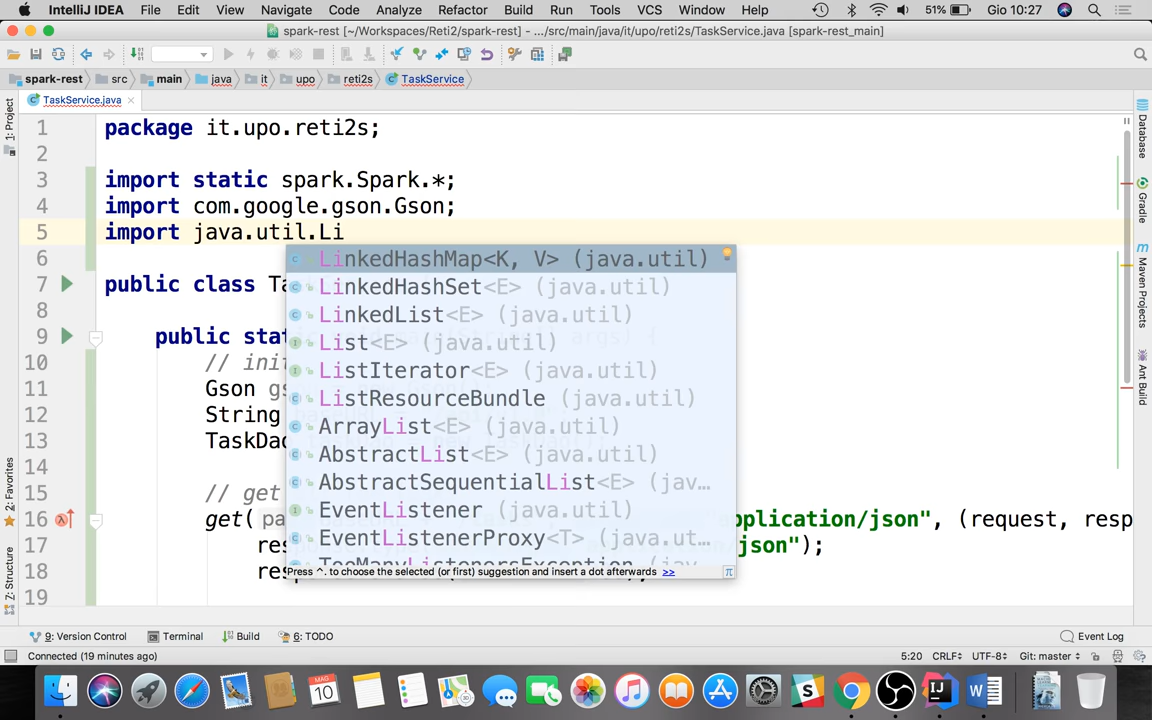 IntelliJ IDEA File Edit View Navigate Code Analyze Refactor Build Run Tools VCS Window Help 51% Gio 10:27
spark-rest [~/Workspaces/Reti2/spark-rest] - .../src/main/java/it/upo/reti2s/TaskService.java [spark-rest_main]
spark-rest src main java it upo reti2s TaskService
TaskService.java
1: Project
Database
Gradle
Maven Projects
Ant Build
2: Favorites
7: Structure
1 package it.upo.reti2s;
2
3 import static spark.Spark.*;
4 import com.google.gson.Gson;
5 import java.util.Li
6
7 public class Ta
8
9 public stat
10 // init
11 Gson gs
12 String
13 TaskDao
14
15 // get
16 get( "application/json", (request, resp
17 res json");
18 res
19
LinkedHashMap<K, V> (java.util)
LinkedHashSet<E> (java.util)
LinkedList<E> (java.util)
List<E> (java.util)
ListIterator<E> (java.util)
ListResourceBundle (java.util)
ArrayList<E> (java.util)
AbstractList<E> (java.util)
AbstractSequentialList<E> (jav...
EventListener (java.util)
EventListenerProxy<T> (java.ut...
TooManyListenersException (jav
Press ^. to choose the selected (or first) suggestion and insert a dot afterwards >> π
9: Version Control Terminal Build 6: TODO Event Log
Connected (19 minutes ago) 5:20 CRLF UTF-8 Git: master
MAG
10